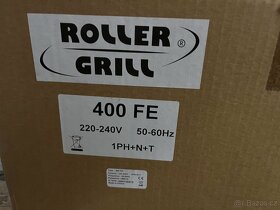 ROLLER ®
GRILL
400 FE
220-240V 50-60Hz
1PH+N+T